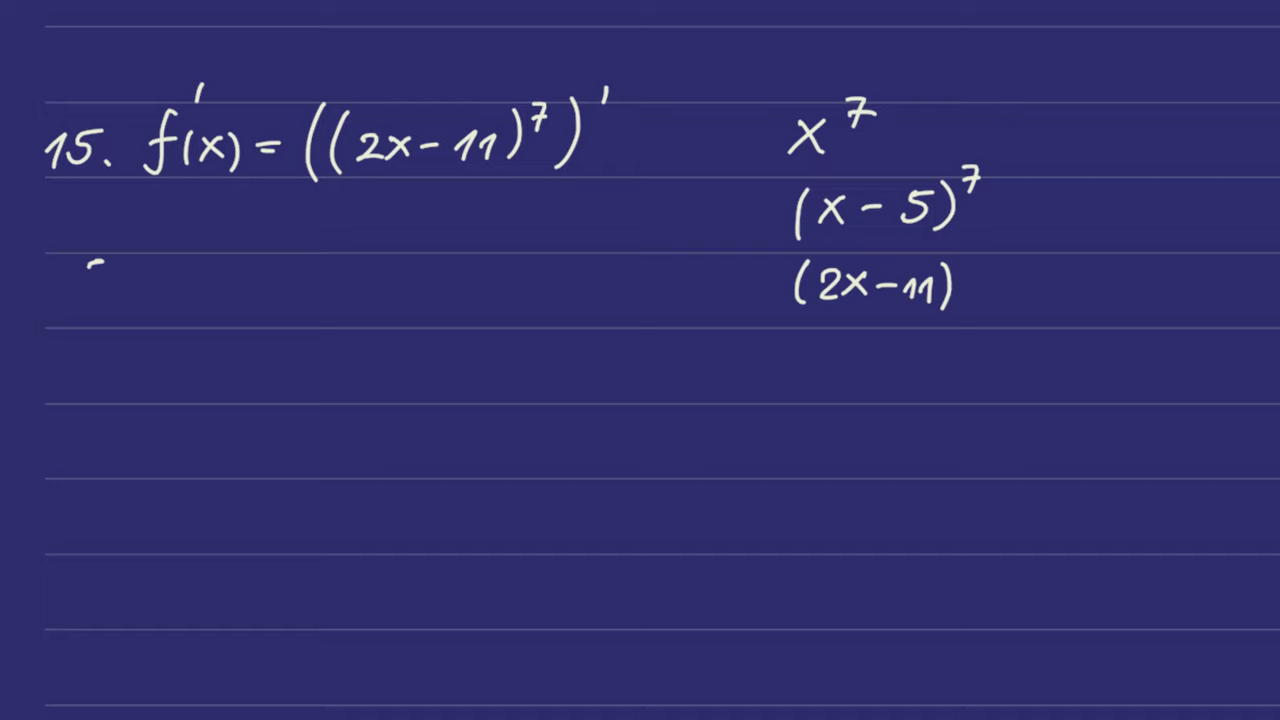 15. f'(x) = ((2x - 11)⁷)'
x⁷
(x - 5)⁷
(2x - 11)
-